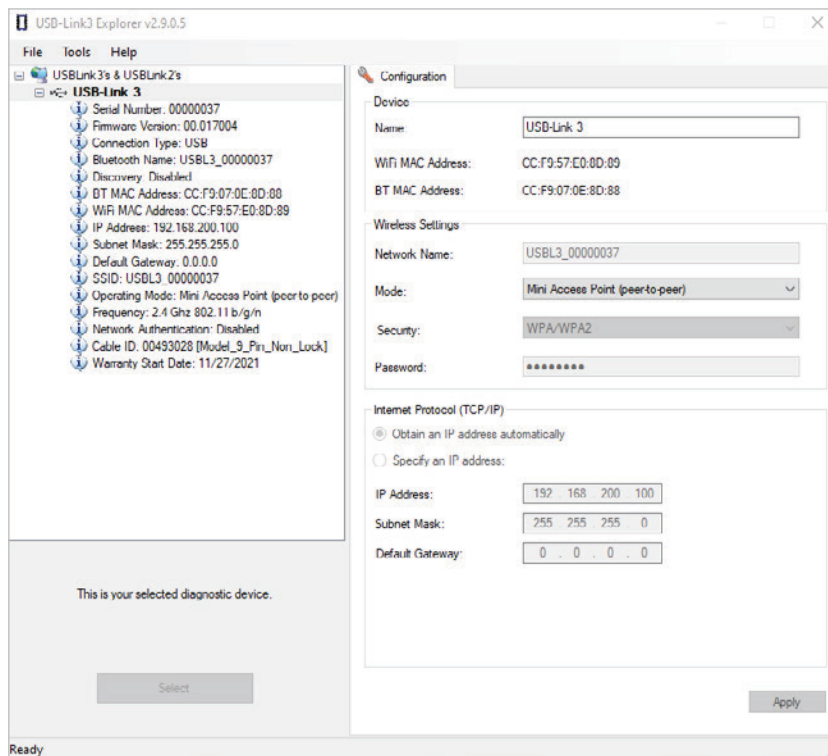 USB-Link3 Explorer v2.9.0.5
File Tools Help
USBLink3's & USBLink2's
USB-Link 3
Serial Number: 00000037
Firmware Version: 00.017004
Connection Type: USB
Bluetooth Name: USBL3_00000037
Discovery: Disabled
BT MAC Address: CC:F9:07:0E:8D:88
WiFi MAC Address: CC:F9:57:E0:8D:89
IP Address: 192.168.200.100
Subnet Mask: 255.255.255.0
Default Gateway: 0.0.0.0
SSID: USBL3_00000037
Operating Mode: Mini Access Point (peer-to-peer)
Frequency: 2.4 Ghz 802.11 b/g/n
Network Authentication: Disabled
Cable ID: 00493028 [Model_9_Pin_Non_Lock]
Warranty Start Date: 11/27/2021
This is your selected diagnostic device.
Select
Ready
Configuration
Device
Name USB-Link 3
WiFi MAC Address: CC:F9:57:E0:8D:89
BT MAC Address: CC:F9:07:0E:8D:88
Wireless Settings
Network Name: USBL3_00000037
Mode: Mini Access Point (peer-to-peer)
Security: WPA/WPA2
Password: ●●●●●●●●
Internet Protocol (TCP/IP)
Obtain an IP address automatically
Specify an IP address:
IP Address: 192 . 168 . 200 . 100
Subnet Mask: 255 . 255 . 255 . 0
Default Gateway: 0 . 0 . 0 . 0
Apply